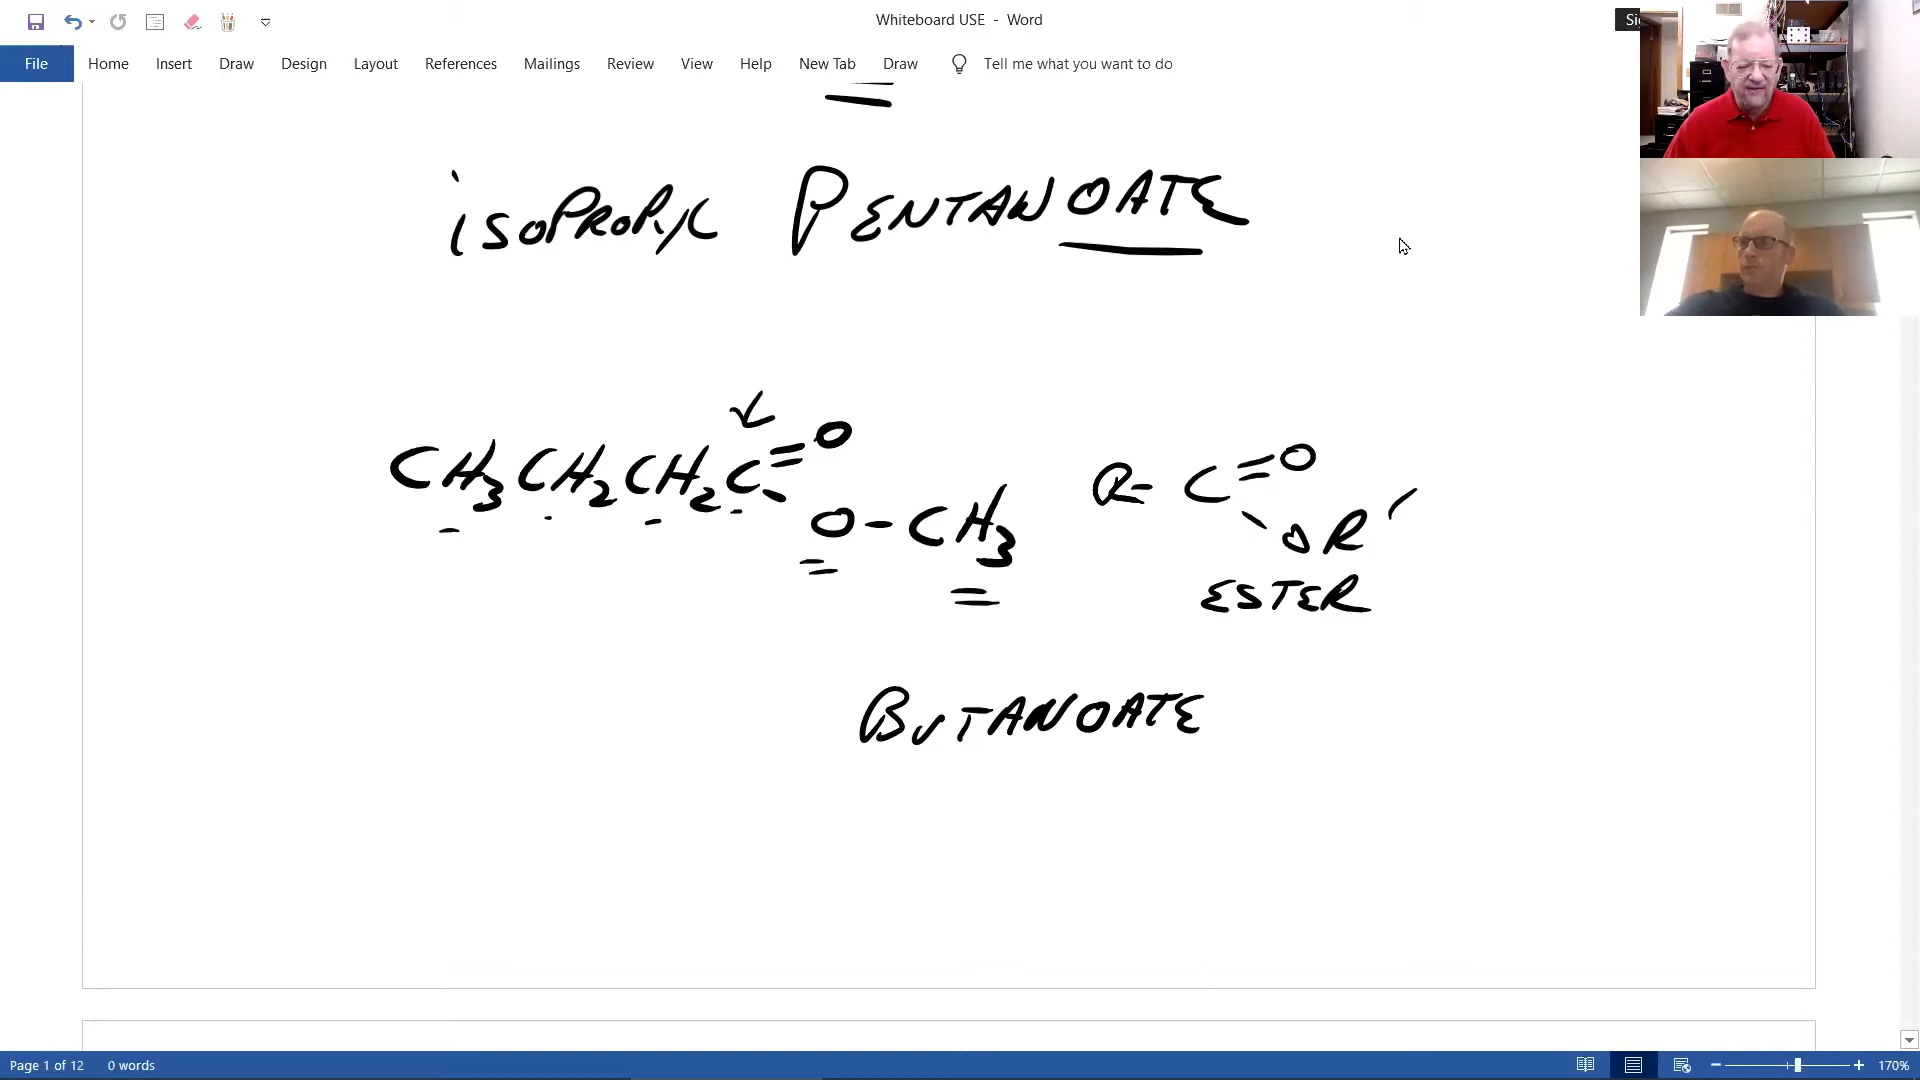 Whiteboard USE - Word
Si
File Home Insert Draw Design Layout References Mailings Review View Help New Tab Draw Tell me what you want to do
isoPROPYL PENTANOATE
CH3CH2CH2C=O
O-CH3
R-C=O
OR'
ESTER
BUTANOATE
Page 1 of 12 0 words 170%